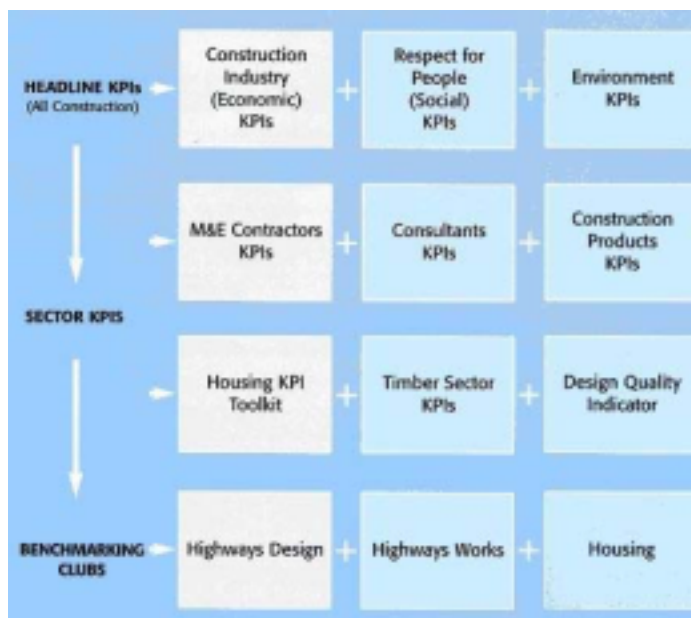 HEADLINE KPIs
(All Construction)
Construction
Industry
(Economic)
KPIs
+
Respect for
People
(Social)
KPIs
+
Environment
KPIs
M&E Contractors
KPIs
+
Consultants
KPIs
+
Construction
Products
KPIs
SECTOR KPIS
Housing KPI
Toolkit
+
Timber Sector
KPIs
+
Design Quality
Indicator
BENCHMARKING
CLUBS
Highways Design
+
Highways Works
+
Housing